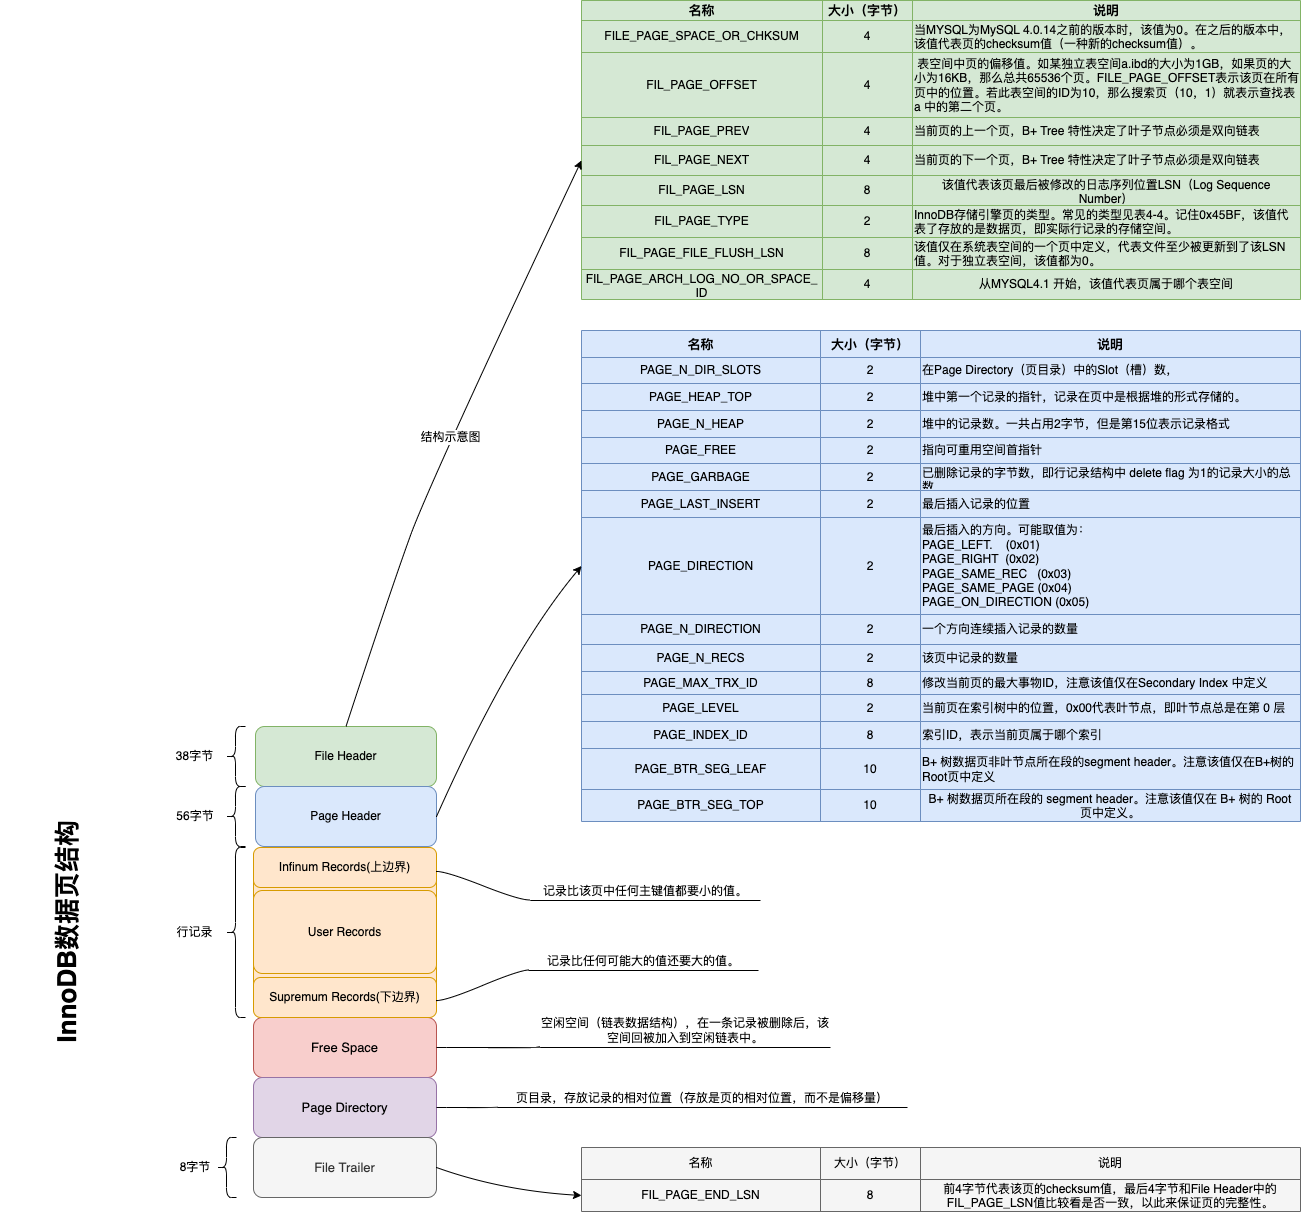 名称 大小（字节） 说明
FILE_PAGE_SPACE_OR_CHKSUM 4 当MYSQL为MySQL 4.0.14之前的版本时，该值为0。在之后的版本中，
该值代表页的checksum值（一种新的checksum值）。
FIL_PAGE_OFFSET 4 表空间中页的偏移值。如某独立表空间a.ibd的大小为1GB，如果页的大
小为16KB，那么总共65536个页。FILE_PAGE_OFFSET表示该页在所有
页中的位置。若此表空间的ID为10，那么搜索页（10，1）就表示查找表
a 中的第二个页。
FIL_PAGE_PREV 4 当前页的上一个页，B+ Tree 特性决定了叶子节点必须是双向链表
FIL_PAGE_NEXT 4 当前页的下一个页，B+ Tree 特性决定了叶子节点必须是双向链表
FIL_PAGE_LSN 8 该值代表该页最后被修改的日志序列位置LSN（Log Sequence
Number）
FIL_PAGE_TYPE 2 InnoDB存储引擎页的类型。常见的类型见表4-4。记住0x45BF，该值代
表了存放的是数据页，即实际行记录的存储空间。
FIL_PAGE_FILE_FLUSH_LSN 8 该值仅在系统表空间的一个页中定义，代表文件至少被更新到了该LSN
值。对于独立表空间，该值都为0。
FIL_PAGE_ARCH_LOG_NO_OR_SPACE_
ID 4 从MYSQL4.1 开始，该值代表页属于哪个表空间
名称 大小（字节） 说明
PAGE_N_DIR_SLOTS 2 在Page Directory（页目录）中的Slot（槽）数，
PAGE_HEAP_TOP 2 堆中第一个记录的指针，记录在页中是根据堆的形式存储的。
PAGE_N_HEAP 2 堆中的记录数。一共占用2字节，但是第15位表示记录格式
PAGE_FREE 2 指向可重用空间首指针
PAGE_GARBAGE 2 已删除记录的字节数，即行记录结构中 delete flag 为1的记录大小的总
数
PAGE_LAST_INSERT 2 最后插入记录的位置
PAGE_DIRECTION 2 最后插入的方向。可能取值为：
PAGE_LEFT. (0x01)
PAGE_RIGHT (0x02)
PAGE_SAME_REC (0x03)
PAGE_SAME_PAGE (0x04)
PAGE_ON_DIRECTION (0x05)
PAGE_N_DIRECTION 2 一个方向连续插入记录的数量
PAGE_N_RECS 2 该页中记录的数量
PAGE_MAX_TRX_ID 8 修改当前页的最大事物ID，注意该值仅在Secondary Index 中定义
PAGE_LEVEL 2 当前页在索引树中的位置，0x00代表叶节点，即叶节点总是在第 0 层
PAGE_INDEX_ID 8 索引ID，表示当前页属于哪个索引
PAGE_BTR_SEG_LEAF 10 B+ 树数据页非叶节点所在段的segment header。注意该值仅在B+树的
Root页中定义
PAGE_BTR_SEG_TOP 10 B+ 树数据页所在段的 segment header。注意该值仅在 B+ 树的 Root
页中定义。
结构示意图
InnoDB数据页结构
38字节 File Header
56字节 Page Header
行记录
Infinum Records(上边界) 记录比该页中任何主键值都要小的值。
User Records
Supremum Records(下边界) 记录比任何可能大的值还要大的值。
Free Space 空闲空间（链表数据结构），在一条记录被删除后，该
空间回被加入到空闲链表中。
Page Directory 页目录，存放记录的相对位置（存放是页的相对位置，而不是偏移量）
8字节 File Trailer
名称 大小（字节） 说明
FIL_PAGE_END_LSN 8 前4字节代表该页的checksum值，最后4字节和File Header中的
FIL_PAGE_LSN值比较看是否一致，以此来保证页的完整性。